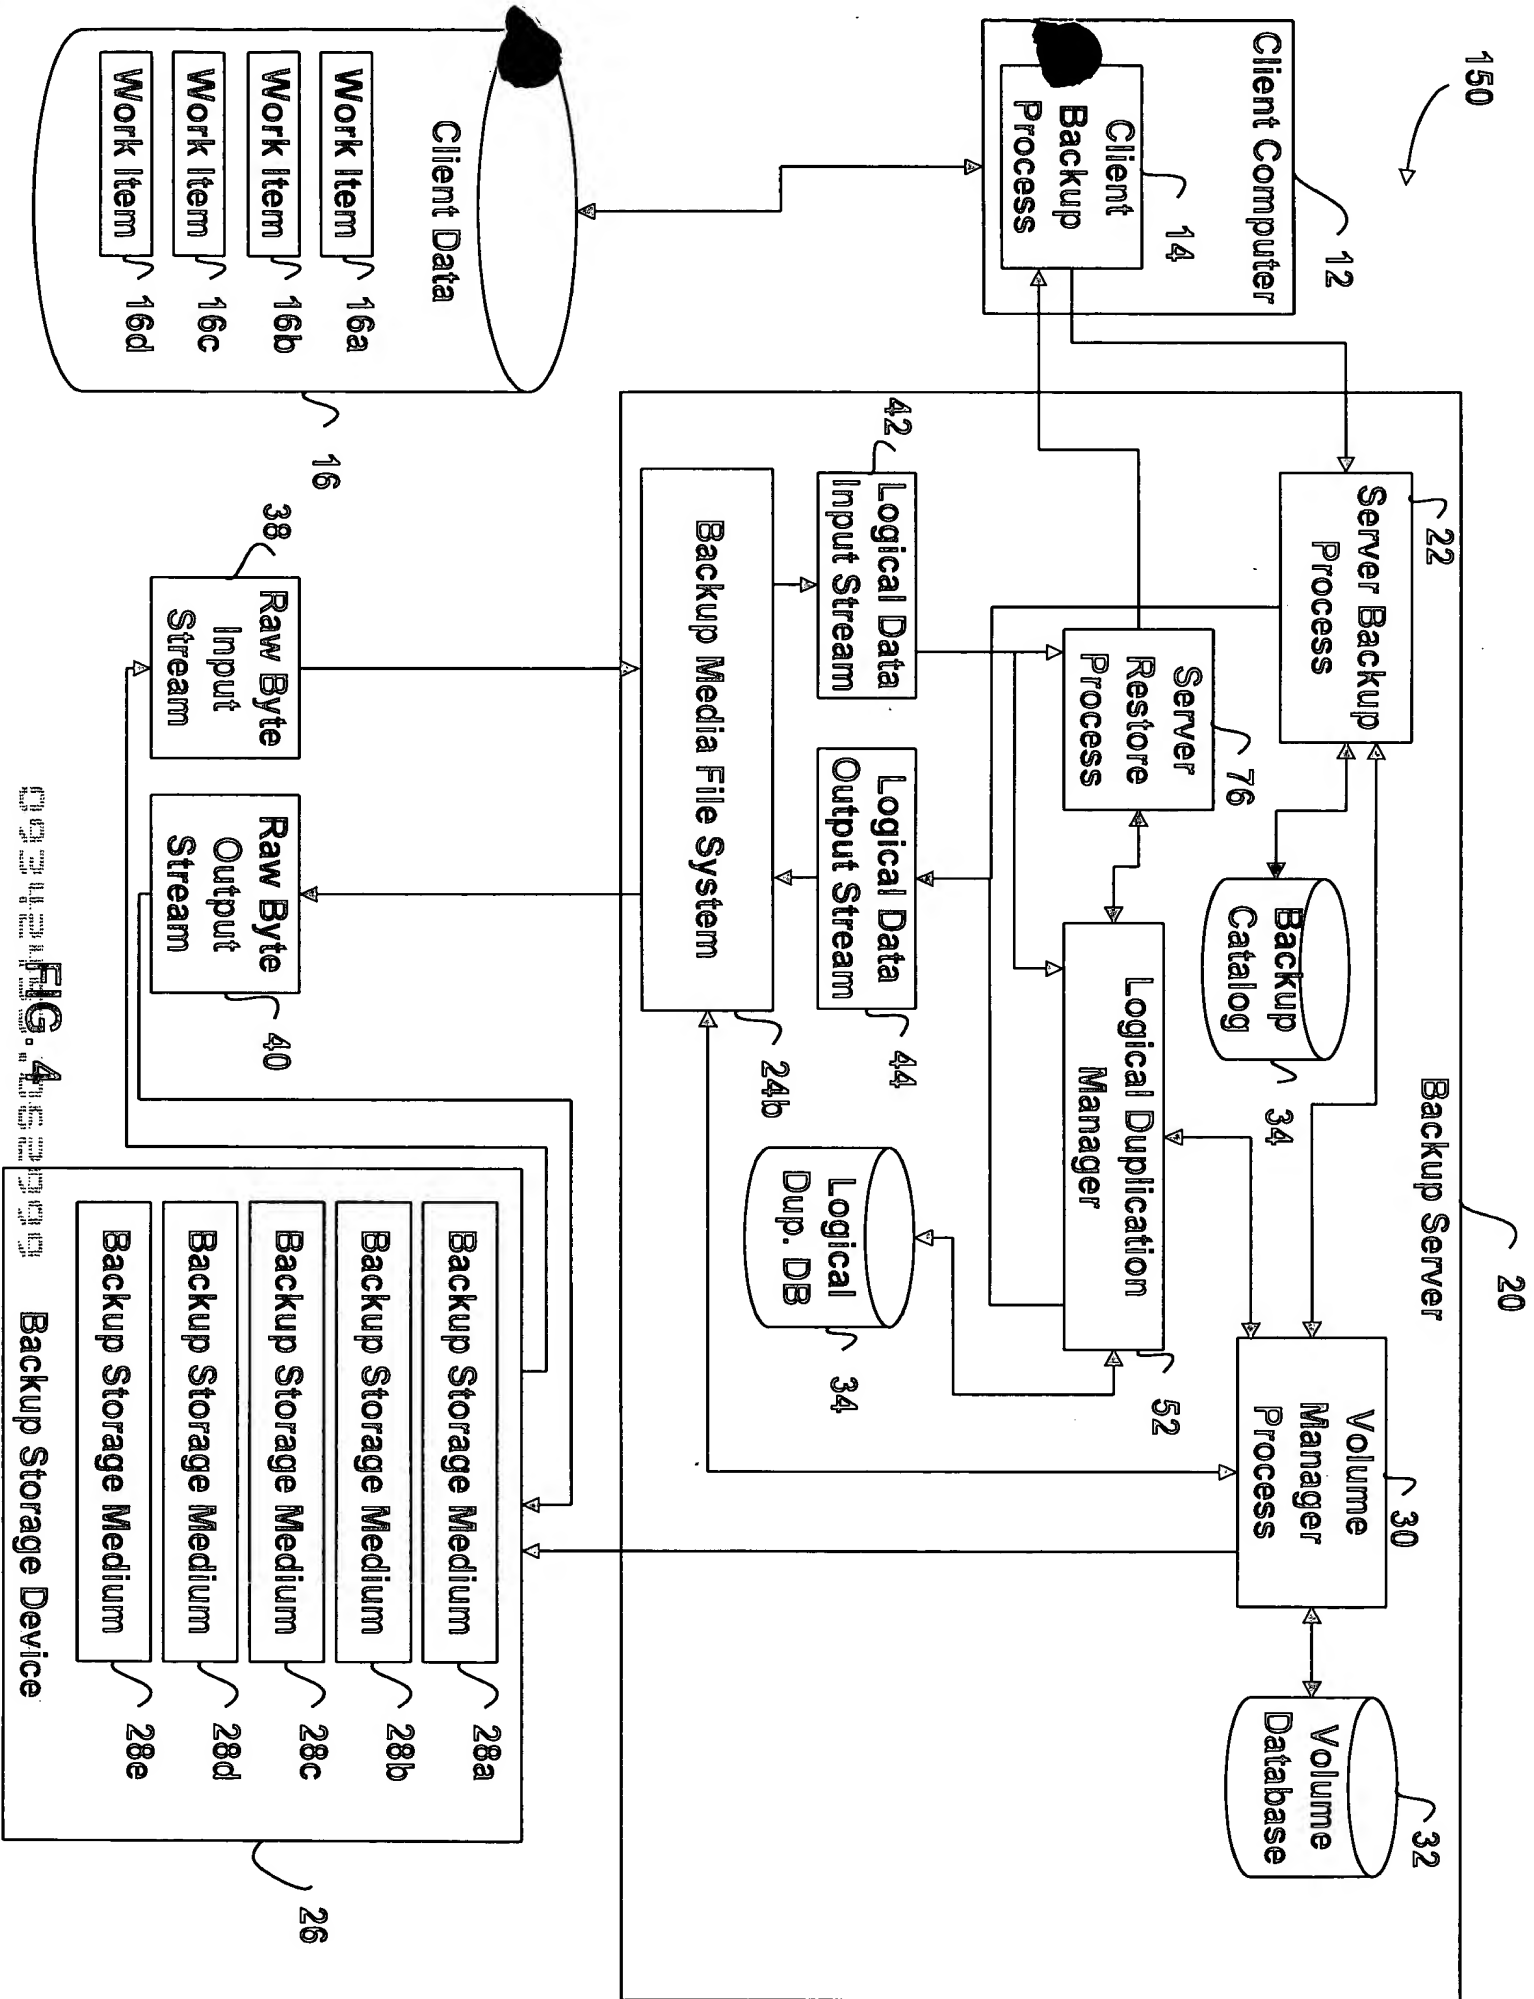 150
Client Computer
12
Client
Backup
Process
14
Client Data
Work Item
16a
Work Item
16b
Work Item
16c
Work Item
16d
16
Backup Server
20
Server Backup
Process
22
Server
Restore
Process
76
Backup
Catalog
34
Logical Duplication
Manager
52
Volume
Manager
Process
30
Volume
Database
32
42
Logical Data
Input Stream
Logical Data
Output Stream
44
Logical
Dup. DB
34
Backup Media File System
24b
38
Raw Byte
Input
Stream
Raw Byte
Output
Stream
40
Backup Storage Medium
28a
Backup Storage Medium
28b
Backup Storage Medium
28c
Backup Storage Medium
28d
Backup Storage Medium
28e
Backup Storage Device
26
FIG. 4